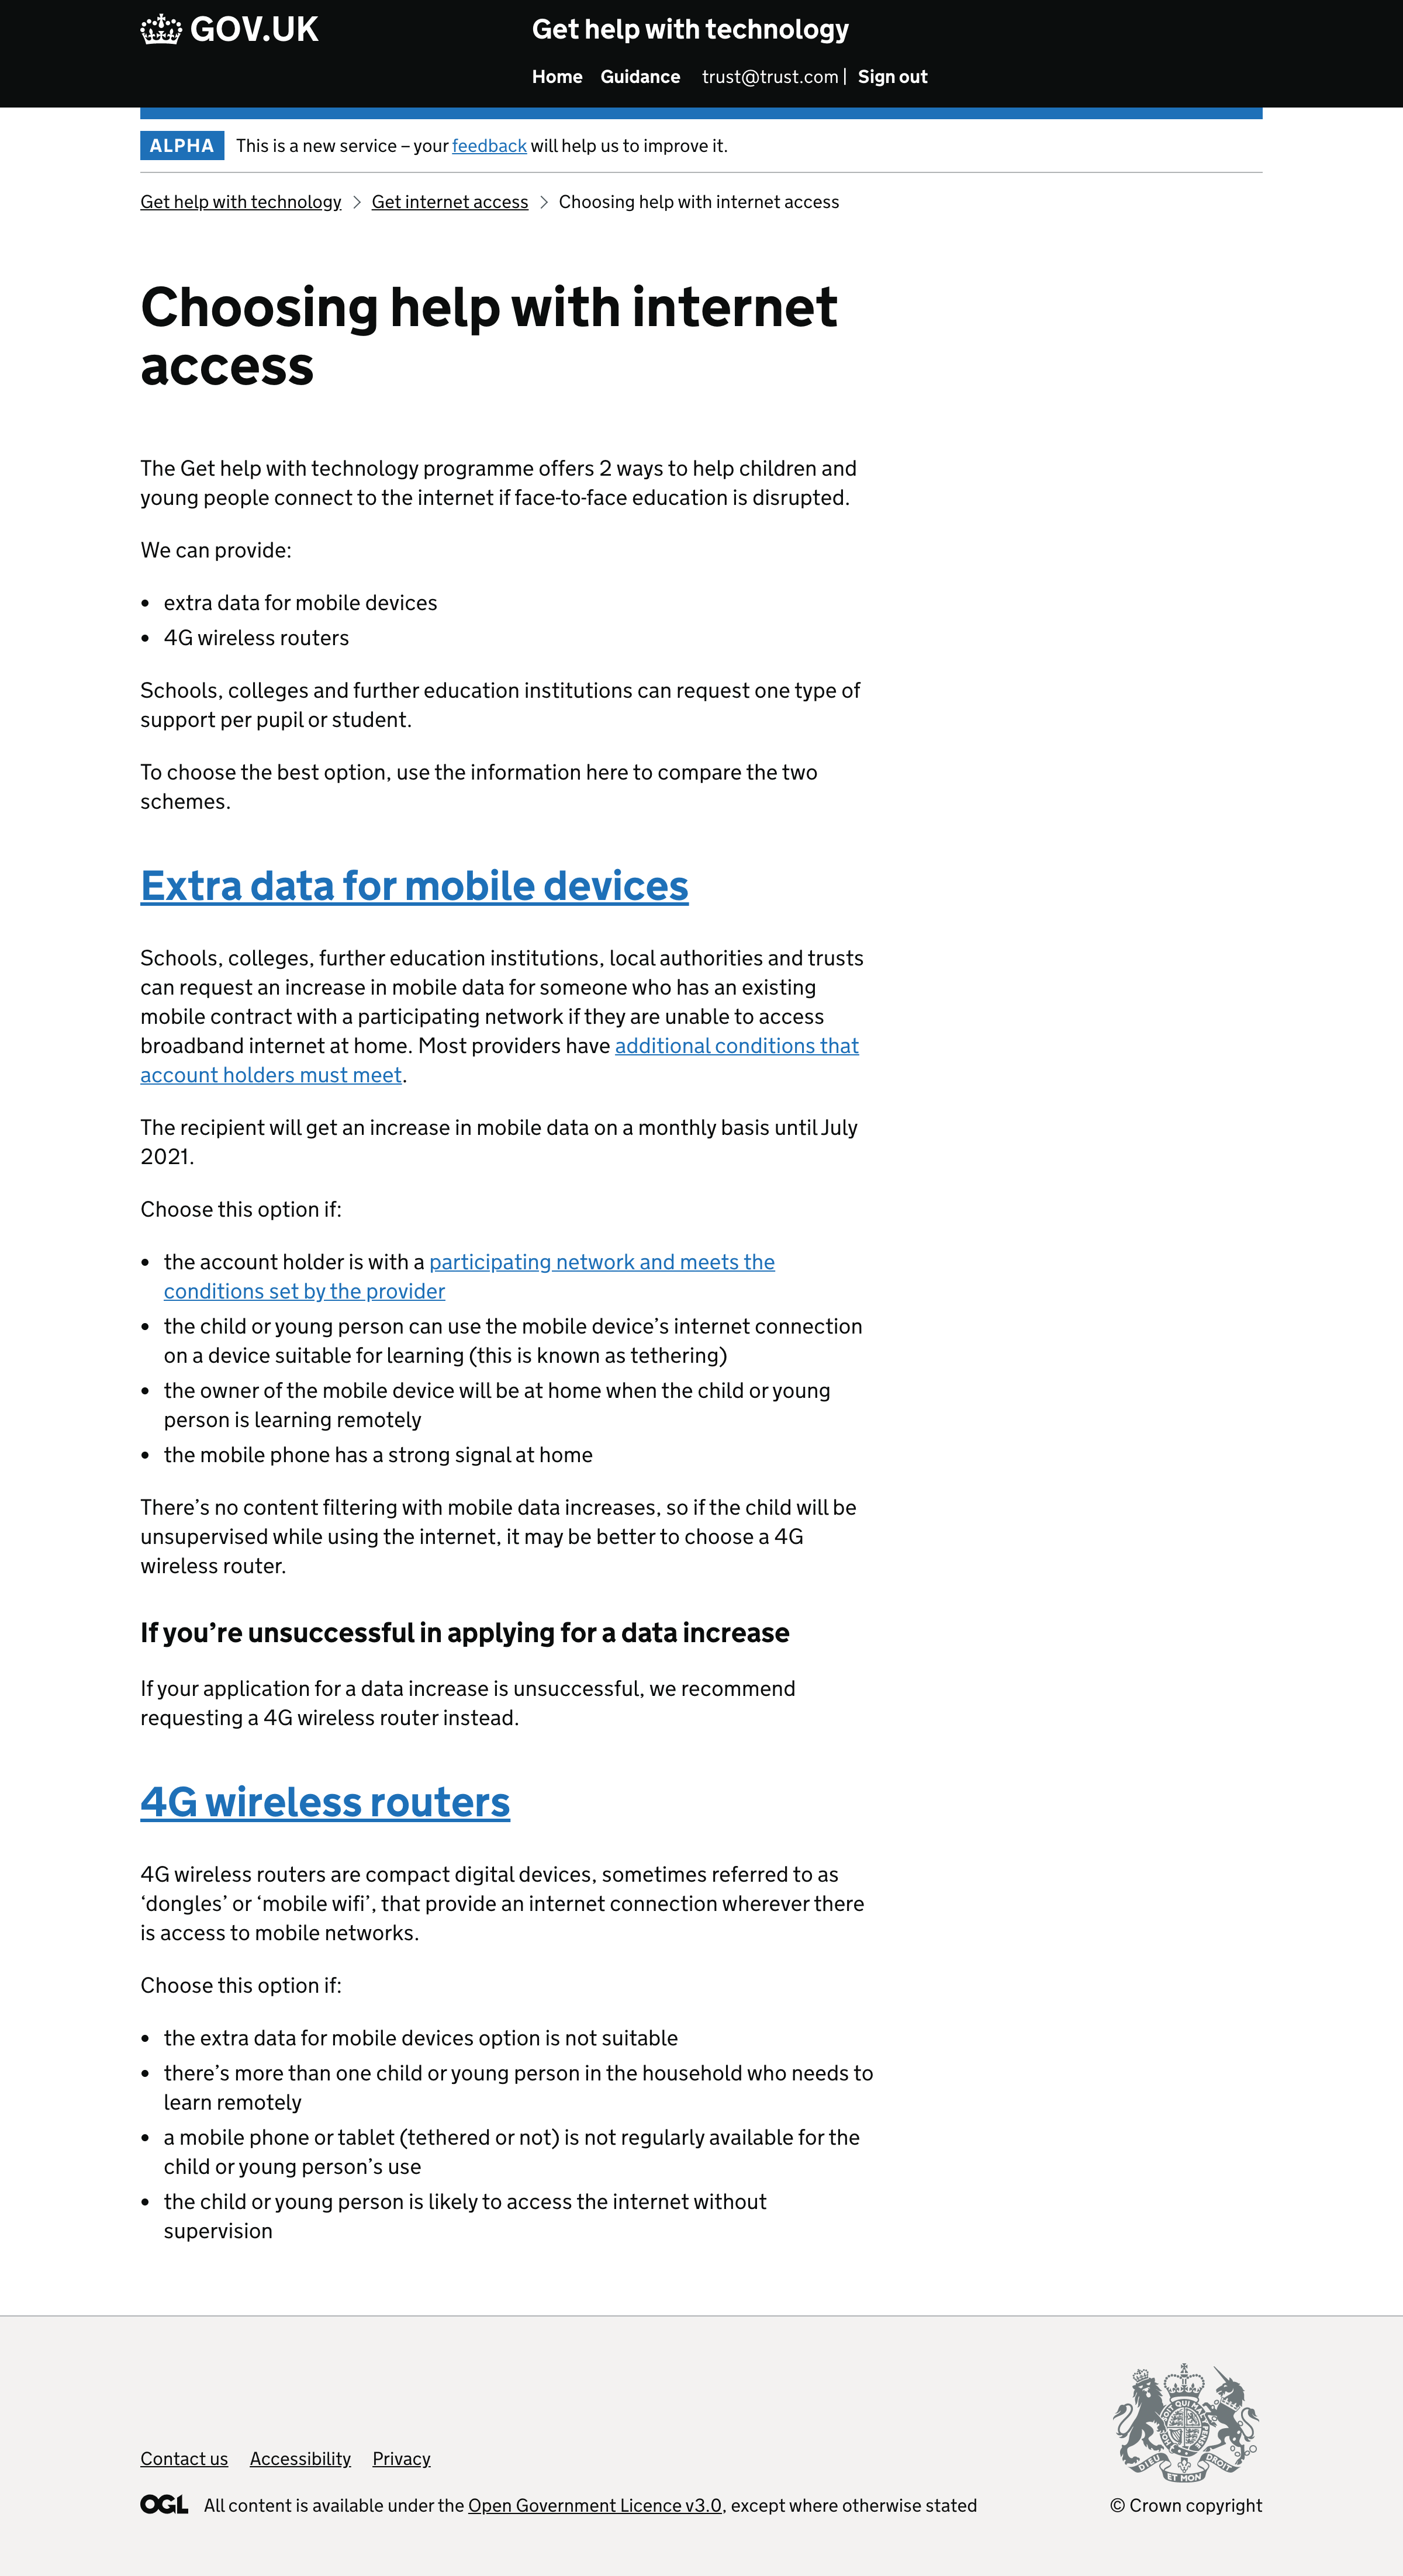 GOV.UK
Get help with technology
Home Guidance trust@trust.com | Sign out
ALPHA This is a new service – your feedback will help us to improve it.
Get help with technology > Get internet access > Choosing help with internet access
Choosing help with internet
access
The Get help with technology programme offers 2 ways to help children and
young people connect to the internet if face-to-face education is disrupted.
We can provide:
• extra data for mobile devices
• 4G wireless routers
Schools, colleges and further education institutions can request one type of
support per pupil or student.
To choose the best option, use the information here to compare the two
schemes.
Extra data for mobile devices
Schools, colleges, further education institutions, local authorities and trusts
can request an increase in mobile data for someone who has an existing
mobile contract with a participating network if they are unable to access
broadband internet at home. Most providers have additional conditions that
account holders must meet.
The recipient will get an increase in mobile data on a monthly basis until July
2021.
Choose this option if:
• the account holder is with a participating network and meets the
conditions set by the provider
• the child or young person can use the mobile device’s internet connection
on a device suitable for learning (this is known as tethering)
• the owner of the mobile device will be at home when the child or young
person is learning remotely
• the mobile phone has a strong signal at home
There’s no content filtering with mobile data increases, so if the child will be
unsupervised while using the internet, it may be better to choose a 4G
wireless router.
If you’re unsuccessful in applying for a data increase
If your application for a data increase is unsuccessful, we recommend
requesting a 4G wireless router instead.
4G wireless routers
4G wireless routers are compact digital devices, sometimes referred to as
‘dongles’ or ‘mobile wifi’, that provide an internet connection wherever there
is access to mobile networks.
Choose this option if:
• the extra data for mobile devices option is not suitable
• there’s more than one child or young person in the household who needs to
learn remotely
• a mobile phone or tablet (tethered or not) is not regularly available for the
child or young person’s use
• the child or young person is likely to access the internet without
supervision
DIEU ET MON DROIT
Contact us Accessibility Privacy
OGL All content is available under the Open Government Licence v3.0, except where otherwise stated
© Crown copyright